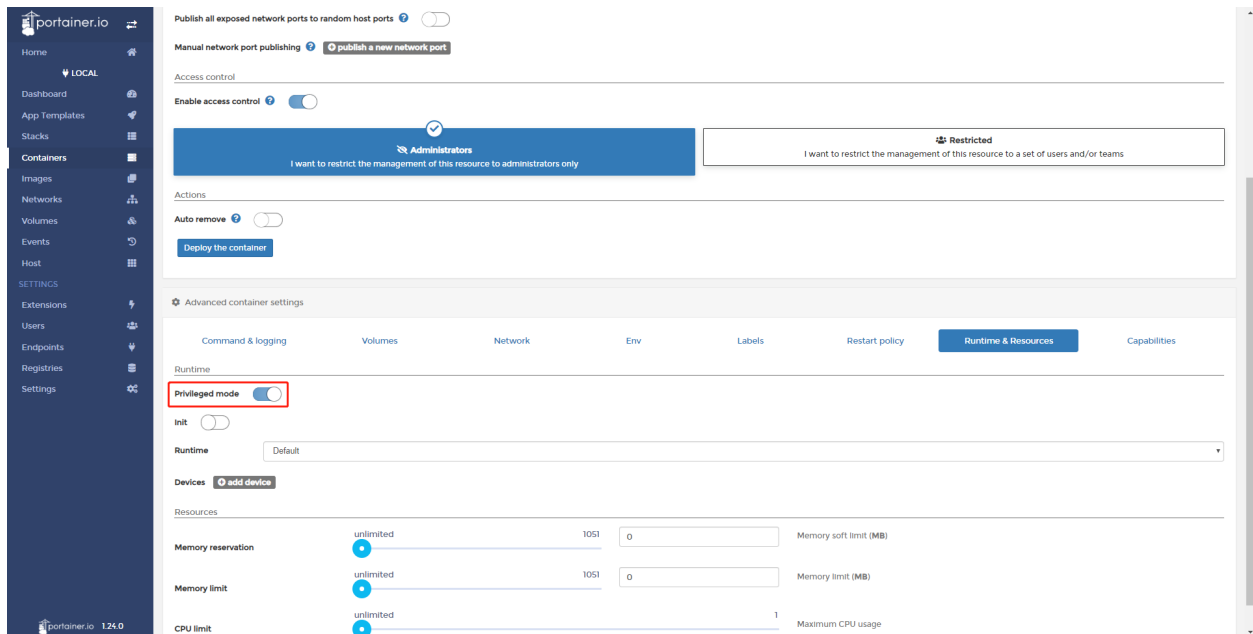 portainer.io
Home
LOCAL
Dashboard
App Templates
Stacks
Containers
Images
Networks
Volumes
Events
Host
SETTINGS
Extensions
Users
Endpoints
Registries
Settings
portainer.io 1.24.0
Publish all exposed network ports to random host ports
Manual network port publishing publish a new network port
Access control
Enable access control
Administrators
I want to restrict the management of this resource to administrators only
Restricted
I want to restrict the management of this resource to a set of users and/or teams
Actions
Auto remove
Deploy the container
Advanced container settings
Command & logging Volumes Network Env Labels Restart policy Runtime & Resources Capabilities
Runtime
Privileged mode
Init
Runtime Default
Devices add device
Resources
unlimited 1051
Memory reservation 0 Memory soft limit (MB)
unlimited 1051
Memory limit 0 Memory limit (MB)
unlimited 1
CPU limit Maximum CPU usage